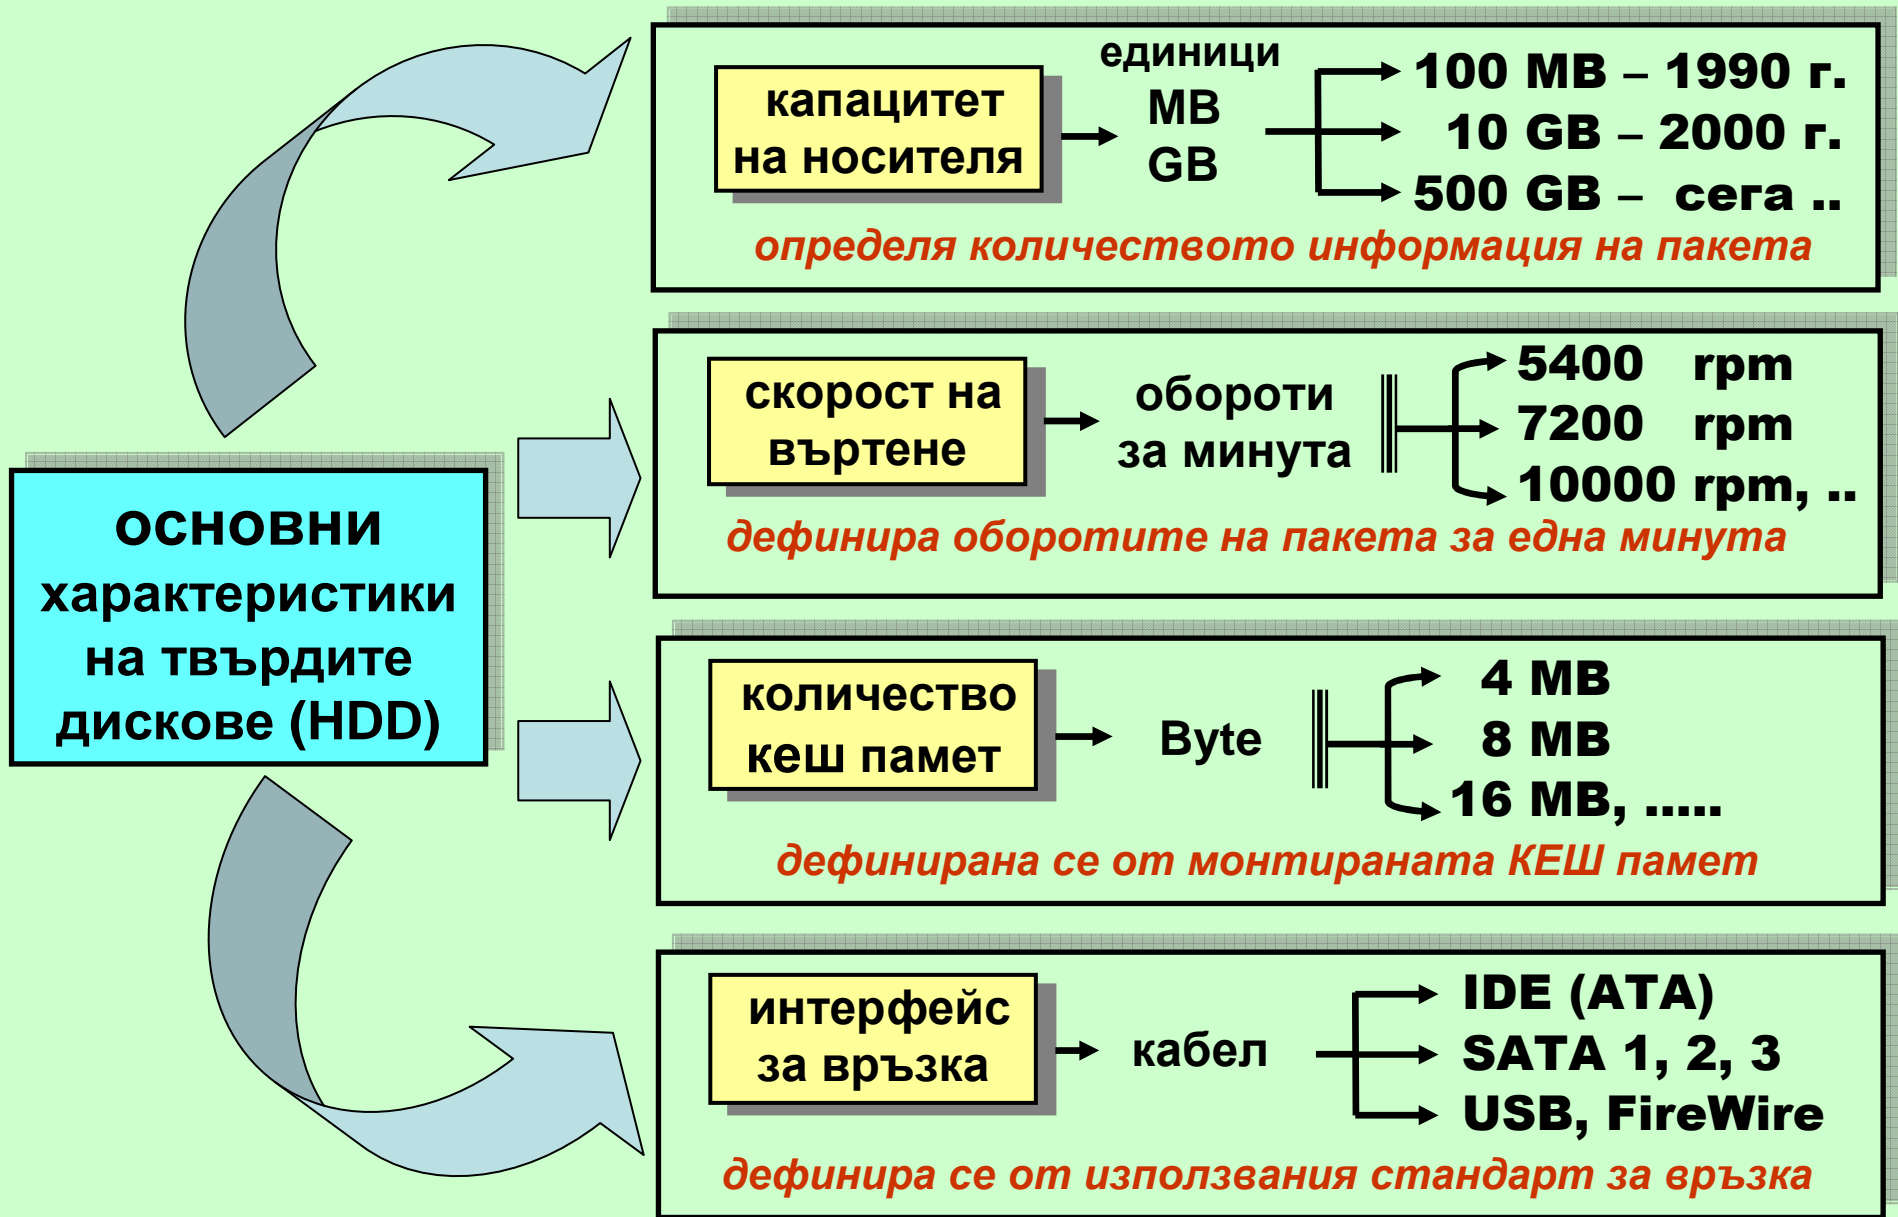 основни
характеристики
на твърдите
дискове (HDD)
капацитет
на носителя
единици
MB
GB
100 MB – 1990 г.
10 GB – 2000 г.
500 GB – сега ..
определя количеството информация на пакета
скорост на
въртене
обороти
за минута
5400 rpm
7200 rpm
10000 rpm, ..
дефинира оборотите на пакета за една минута
количество
кеш памет
Byte
4 MB
8 MB
16 MB, .....
дефинирана се от монтираната КЕШ памет
интерфейс
за връзка
кабел
IDE (ATA)
SATA 1, 2, 3
USB, FireWire
дефинира се от използвания стандарт за връзка